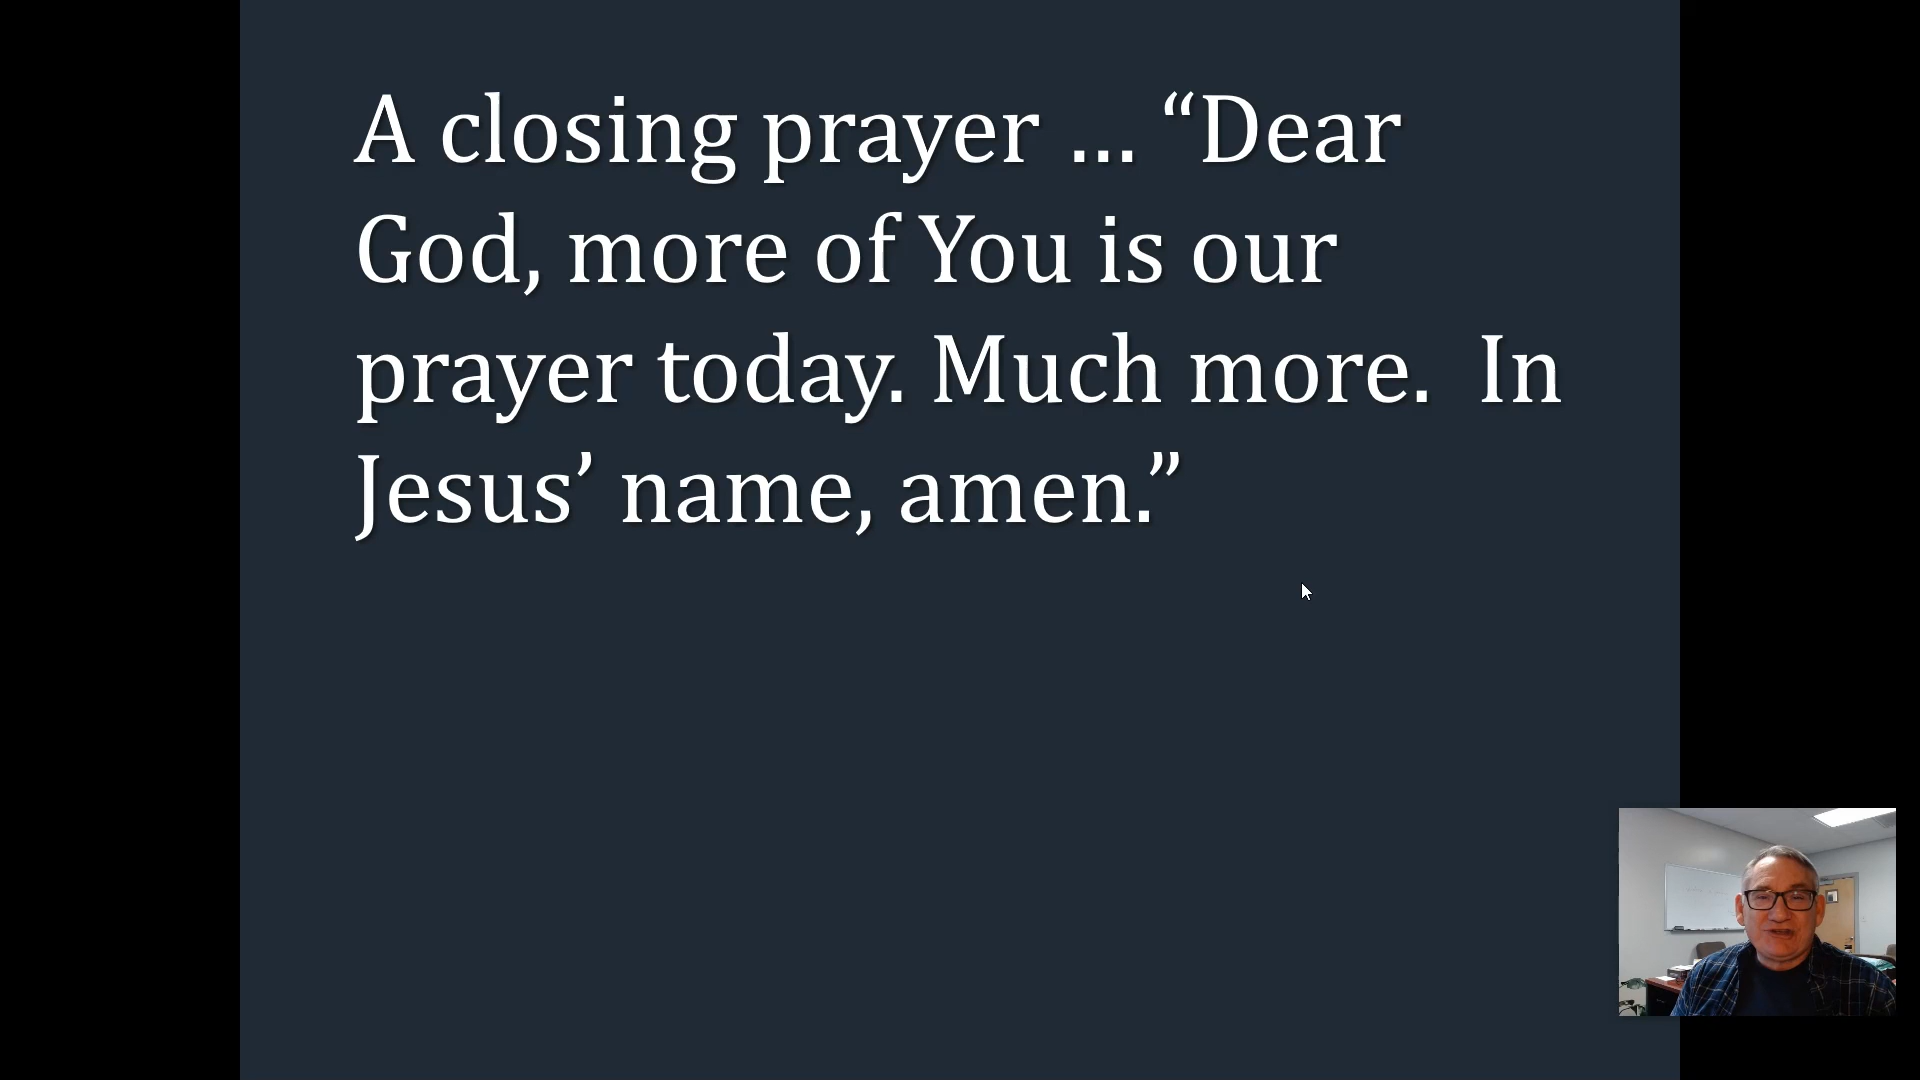 A closing prayer … “Dear
God, more of You is our
prayer today. Much more.  In
Jesus’ name, amen.”